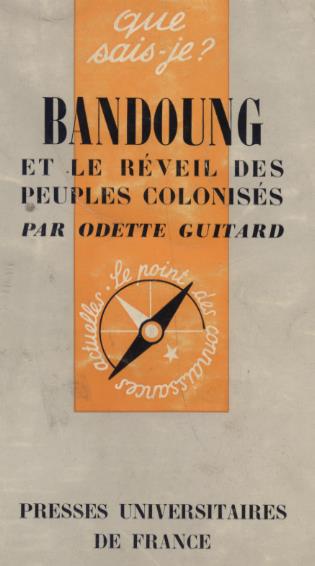 que
sais-je?
BANDOUNG
ET LE RÉVEIL DES
PEUPLES COLONISÉS
PAR ODETTE GUITARD
Le point des connaissances actuelles
PRESSES UNIVERSITAIRES
DE FRANCE